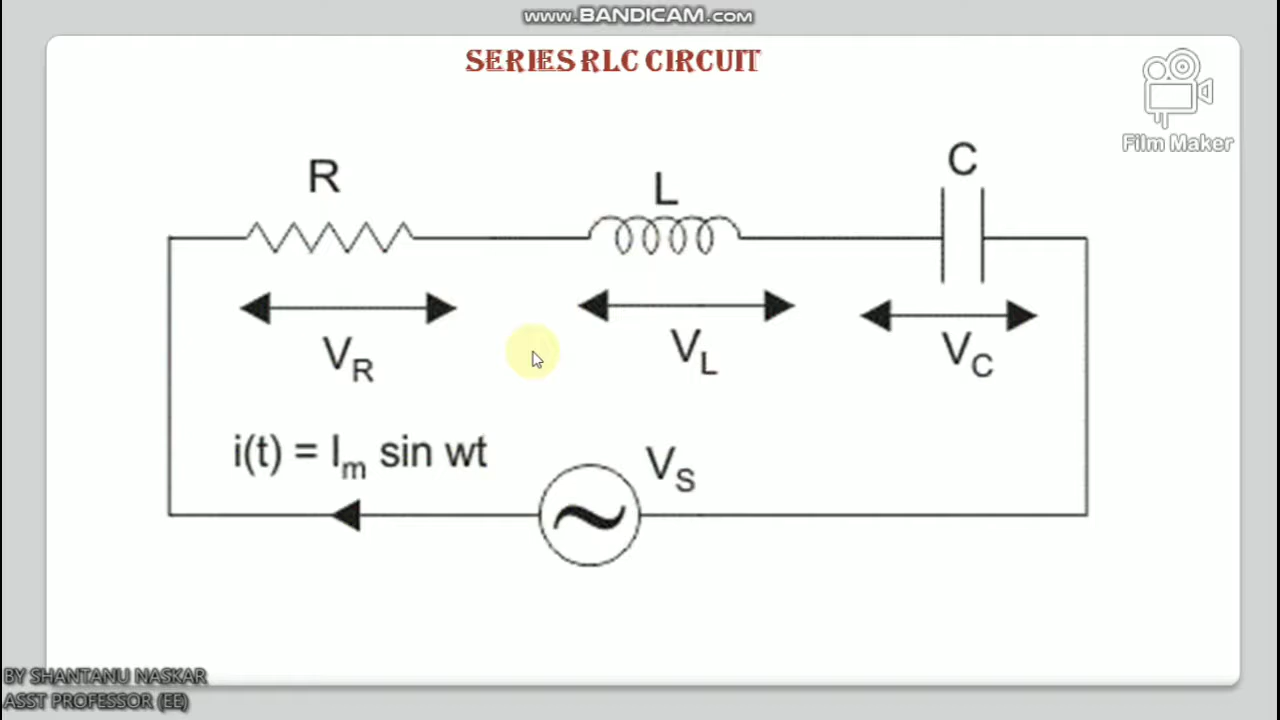 www.BANDICAM.com
SERIES RLC CIRCUIT
Film Maker
R
L
C
V_R
V_L
V_C
i(t) = I_m sin wt
V_S
BY SHANTANU NASKAR
ASST PROFESSOR (EE)